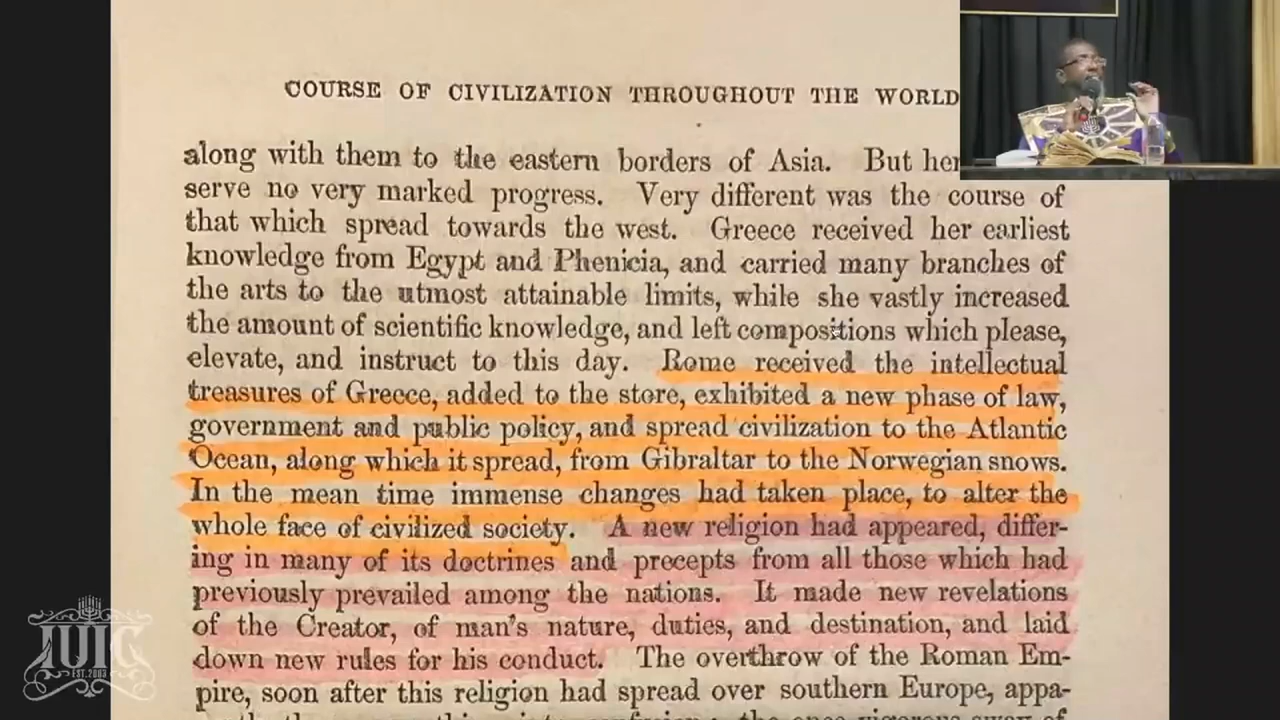 COURSE OF CIVILIZATION THROUGHOUT THE WORLD
along with them to the eastern borders of Asia. But her
serve no very marked progress. Very different was the course of
that which spread towards the west. Greece received her earliest
knowledge from Egypt and Phenicia, and carried many branches of
the arts to the utmost attainable limits, while she vastly increased
the amount of scientific knowledge, and left compositions which please,
elevate, and instruct to this day. Rome received the intellectual
treasures of Greece, added to the store, exhibited a new phase of law,
government and public policy, and spread civilization to the Atlantic
Ocean, along which it spread, from Gibraltar to the Norwegian snows.
In the mean time immense changes had taken place, to alter the
whole face of civilized society. A new religion had appeared, differ-
ing in many of its doctrines and precepts from all those which had
previously prevailed among the nations. It made new revelations
of the Creator, of man's nature, duties, and destination, and laid
down new rules for his conduct. The overthrow of the Roman Em-
pire, soon after this religion had spread over southern Europe, appa-
IUIC
EST.2003